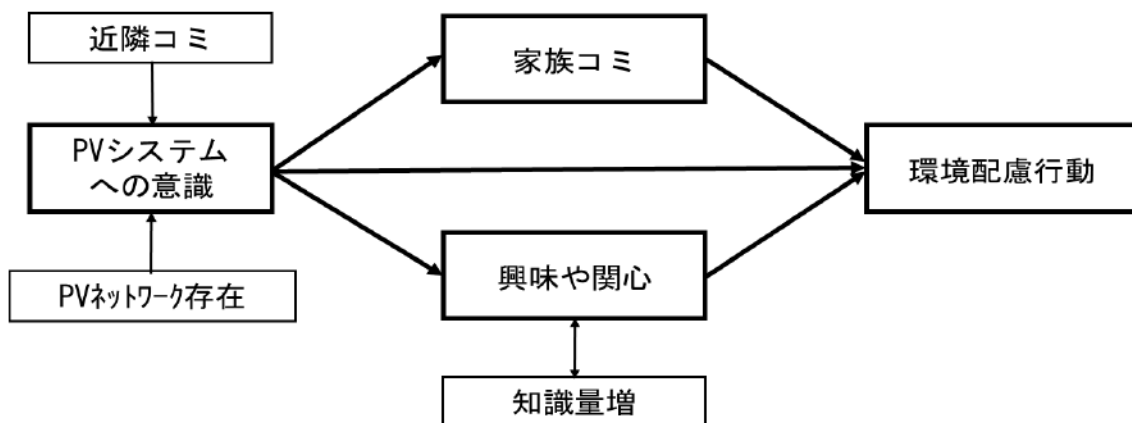 近隣コミ
家族コミ
PVシステム
への意識
環境配慮行動
興味や関心
PVﾈｯﾄﾜｰｸ存在
知識量増